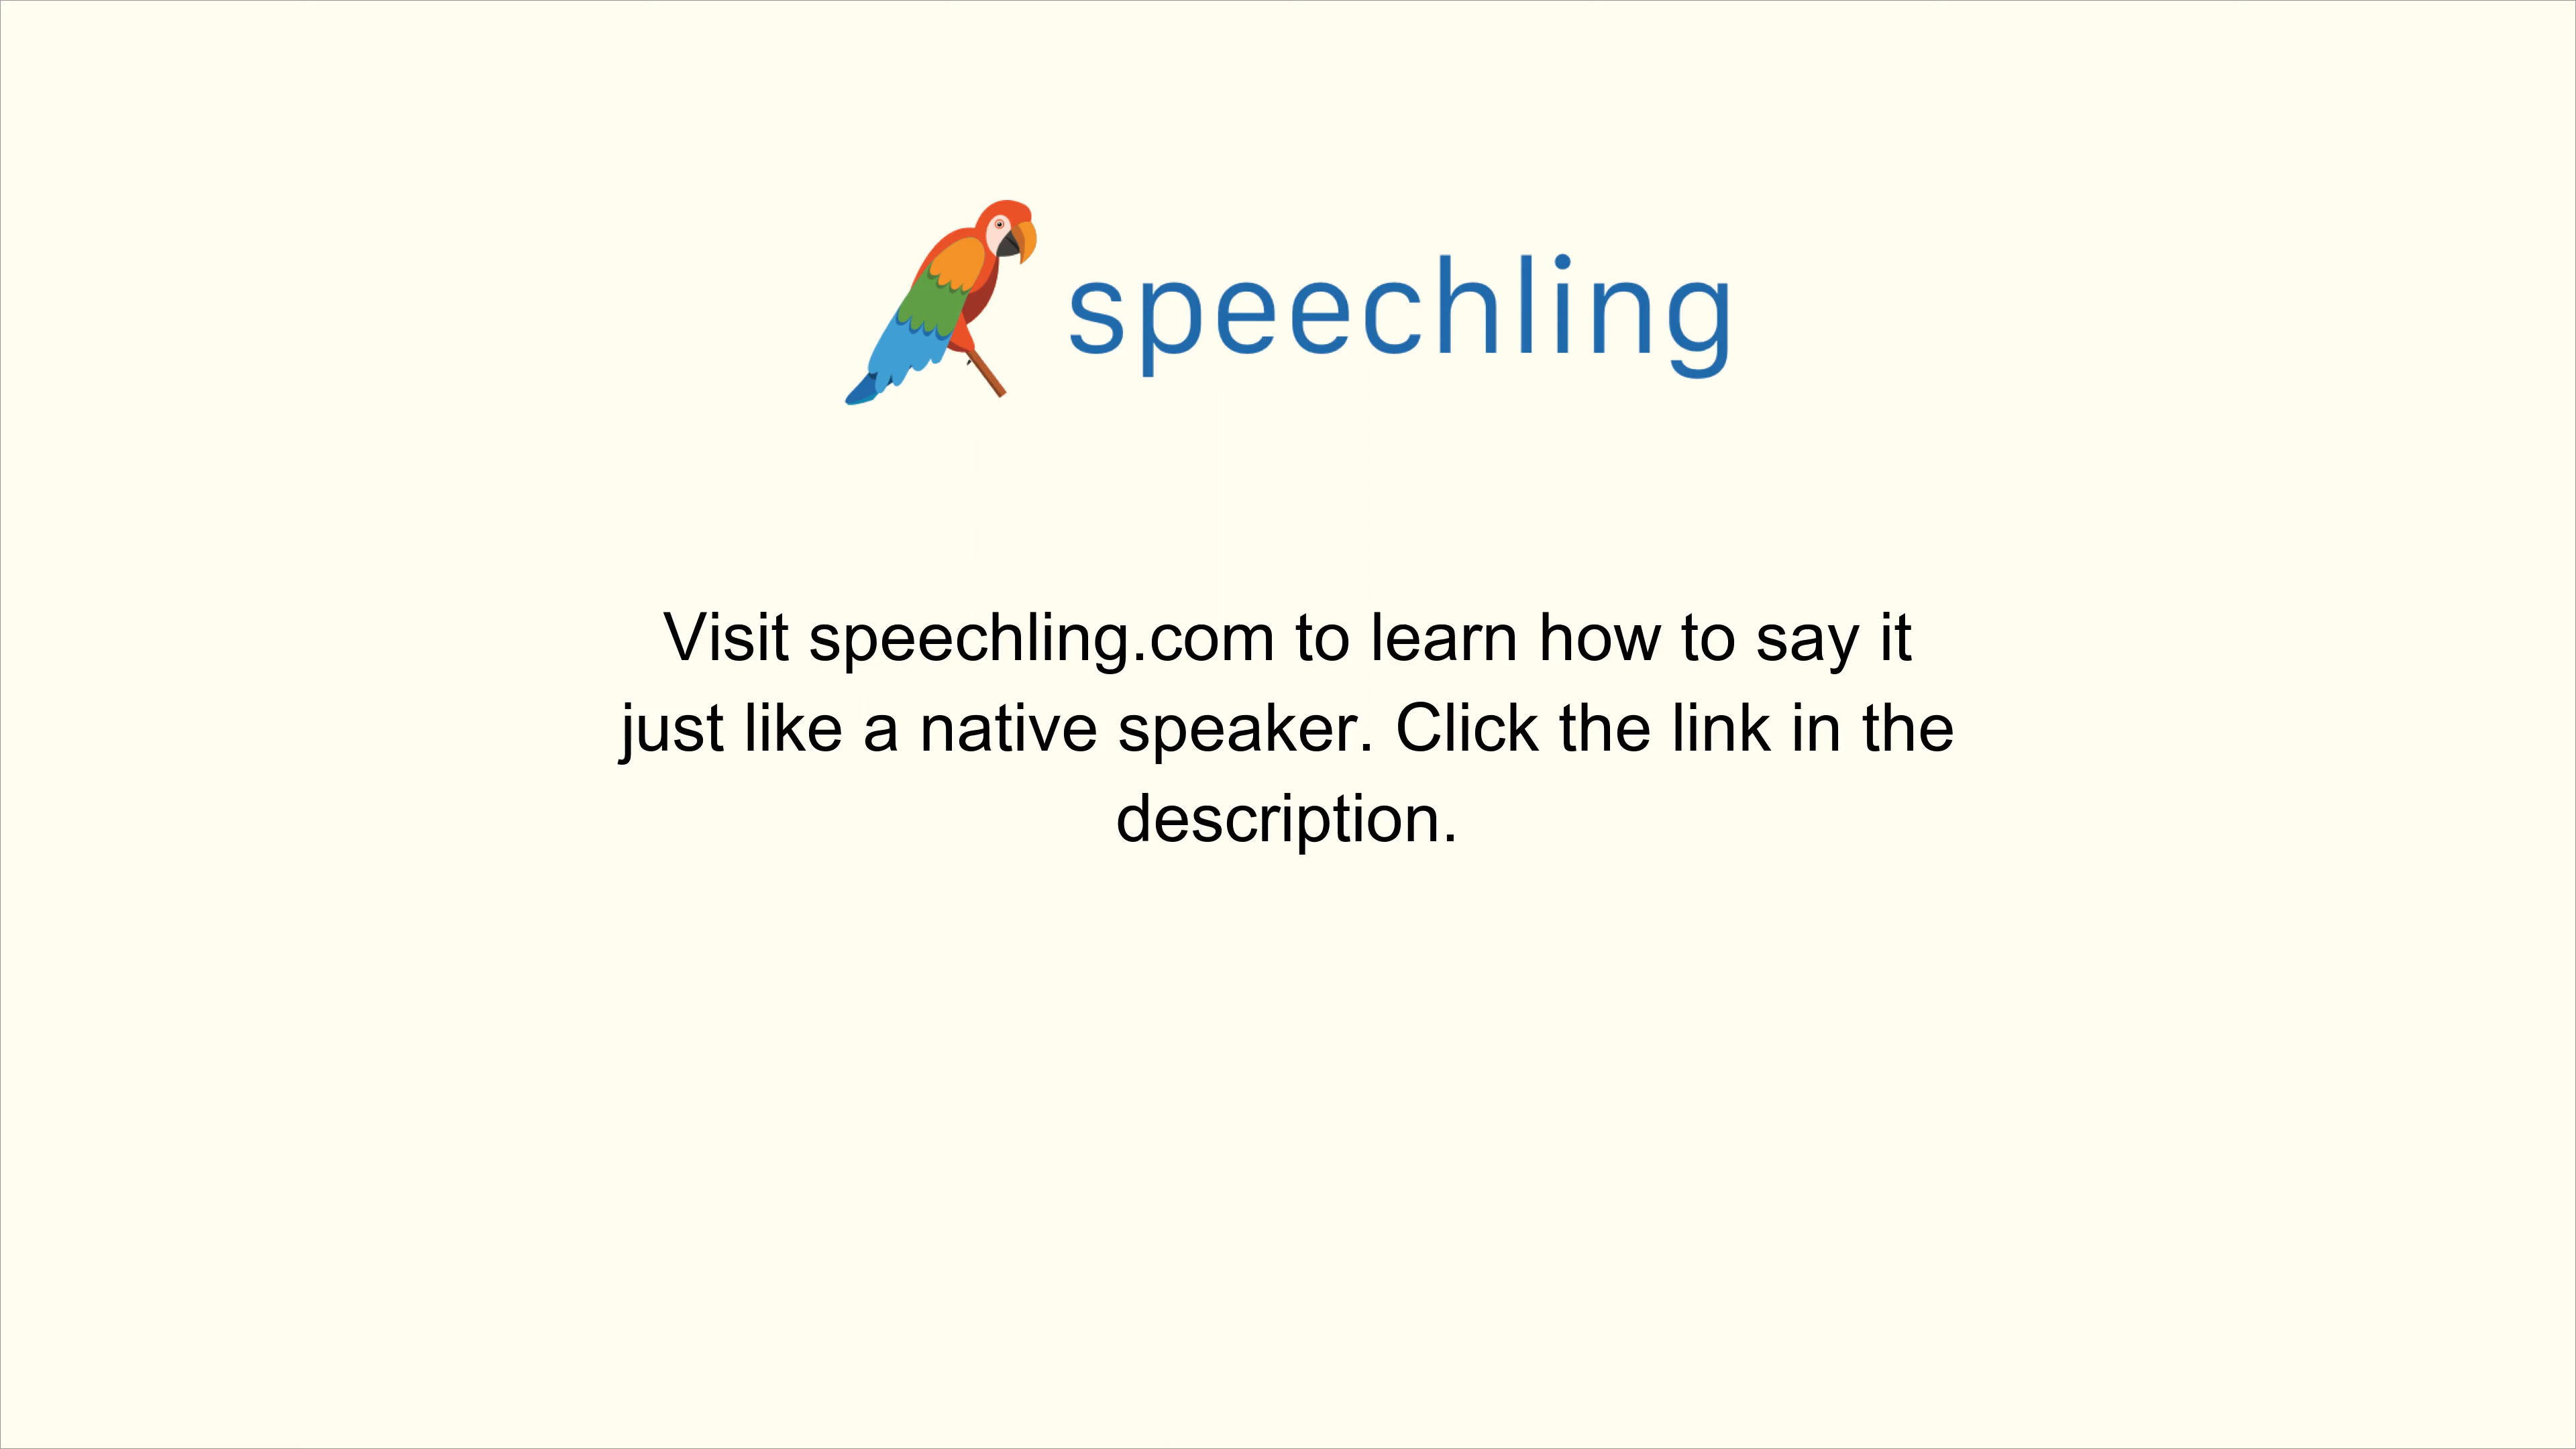 speechling
Visit speechling.com to learn how to say it
just like a native speaker. Click the link in the
description.